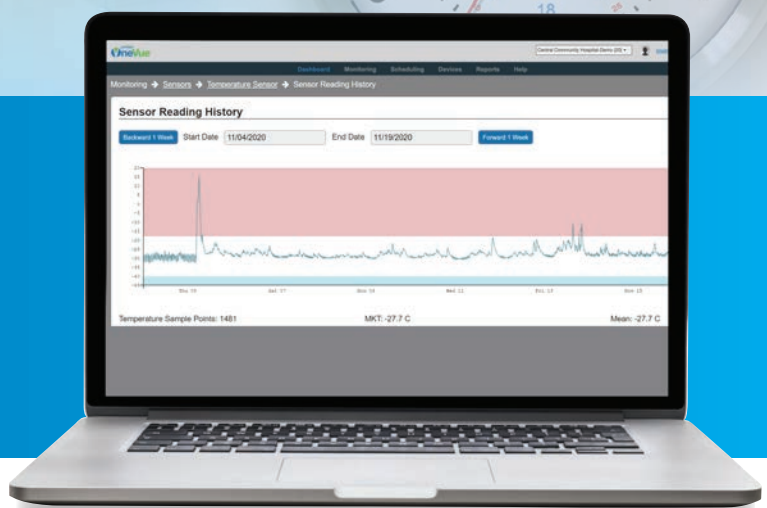 18
OneVue
Central Community Hospital Demo (20)
Dashboard Monitoring Scheduling Devices Reports Help
Monitoring → Sensors → Temperature Sensor → Sensor Reading History
Sensor Reading History
Backward 1 Week Start Date 11/04/2020 End Date 11/19/2020 Forward 1 Week
Temperature Sample Points: 1481 MKT: -27.7 C Mean: -27.7 C